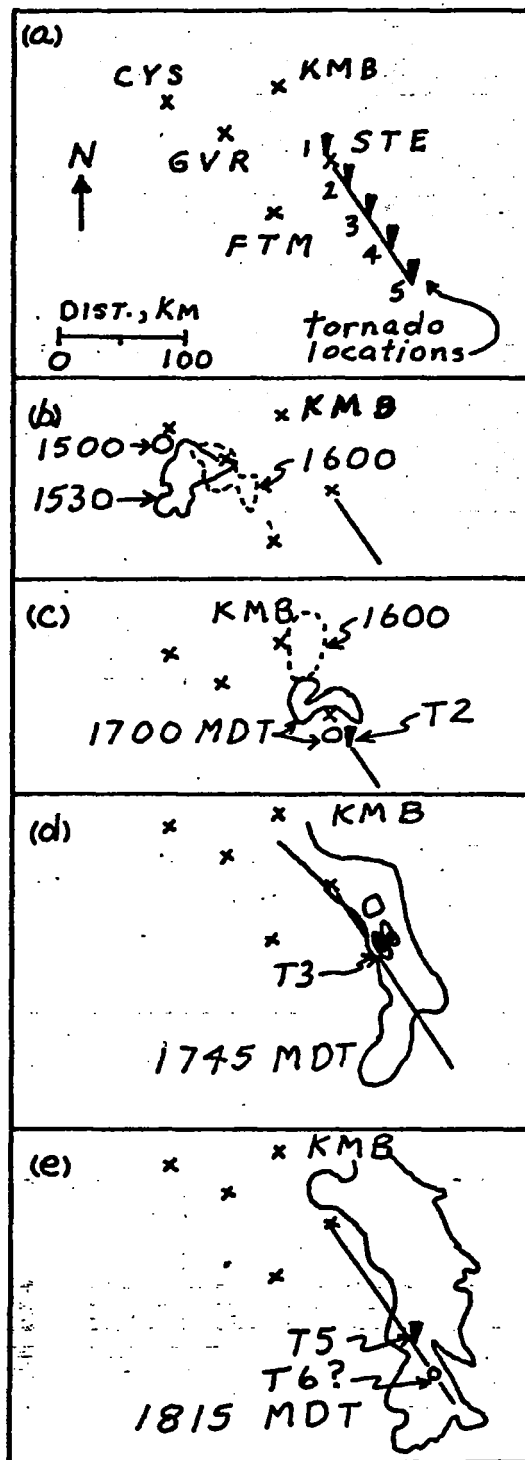 (a)
CYS
KMB
N
GVR
1 STE
2
3
FTM
4
5
DIST., KM
0 100
tornado
locations
(b)
KMB
1500
1600
1530
(c)
KMB
1600
1700 MDT
T2
(d)
KMB
T3
1745 MDT
(e)
KMB
T5
T6?
1815
MDT